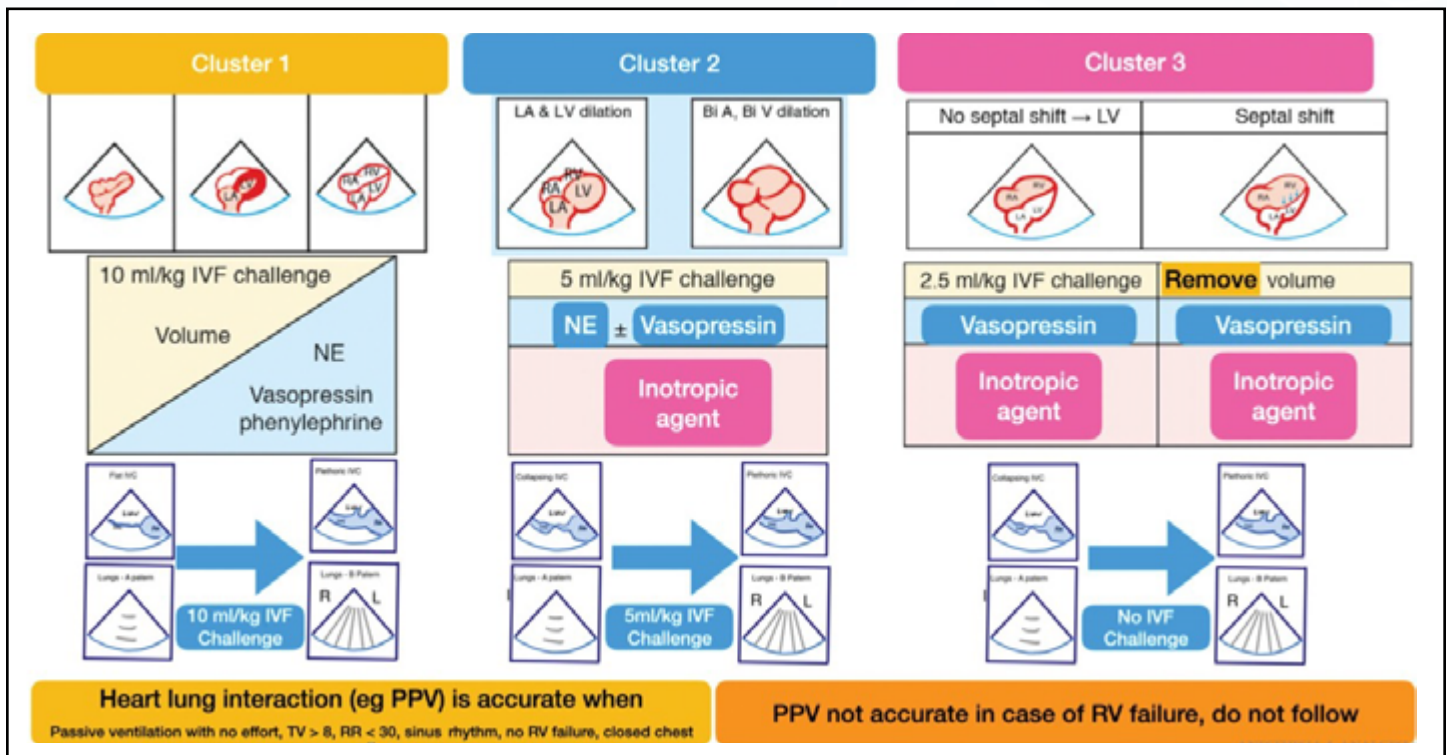 Cluster 1
Cluster 2
Cluster 3
LA & LV dilation
Bi A, Bi V dilation
No septal shift → LV
Septal shift
LA
LV
RA
RV
LV
LA
RA
RV
LV
LA
RA
RV
LA
LV
RA
RV
LA
LV
10 ml/kg IVF challenge
Volume
NE
Vasopressin
phenylephrine
5 ml/kg IVF challenge
NE ± Vasopressin
Inotropic
agent
2.5 ml/kg IVF challenge
Remove volume
Vasopressin
Vasopressin
Inotropic
agent
Inotropic
agent
Flat IVC
Plethoric IVC
Collapsing IVC
Plethoric IVC
Collapsing IVC
Plethoric IVC
Lungs - A patern
10 ml/kg IVF
Challenge
Lungs - B Patern
R L
Lungs - A patern
5ml/kg IVF
Challenge
Lungs - B Patern
R L
Lungs - A patern
No IVF
Challenge
Lungs - B Patern
R L
Heart lung interaction (eg PPV) is accurate when
Passive ventilation with no effort, TV > 8, RR < 30, sinus rhythm, no RV failure, closed chest
PPV not accurate in case of RV failure, do not follow